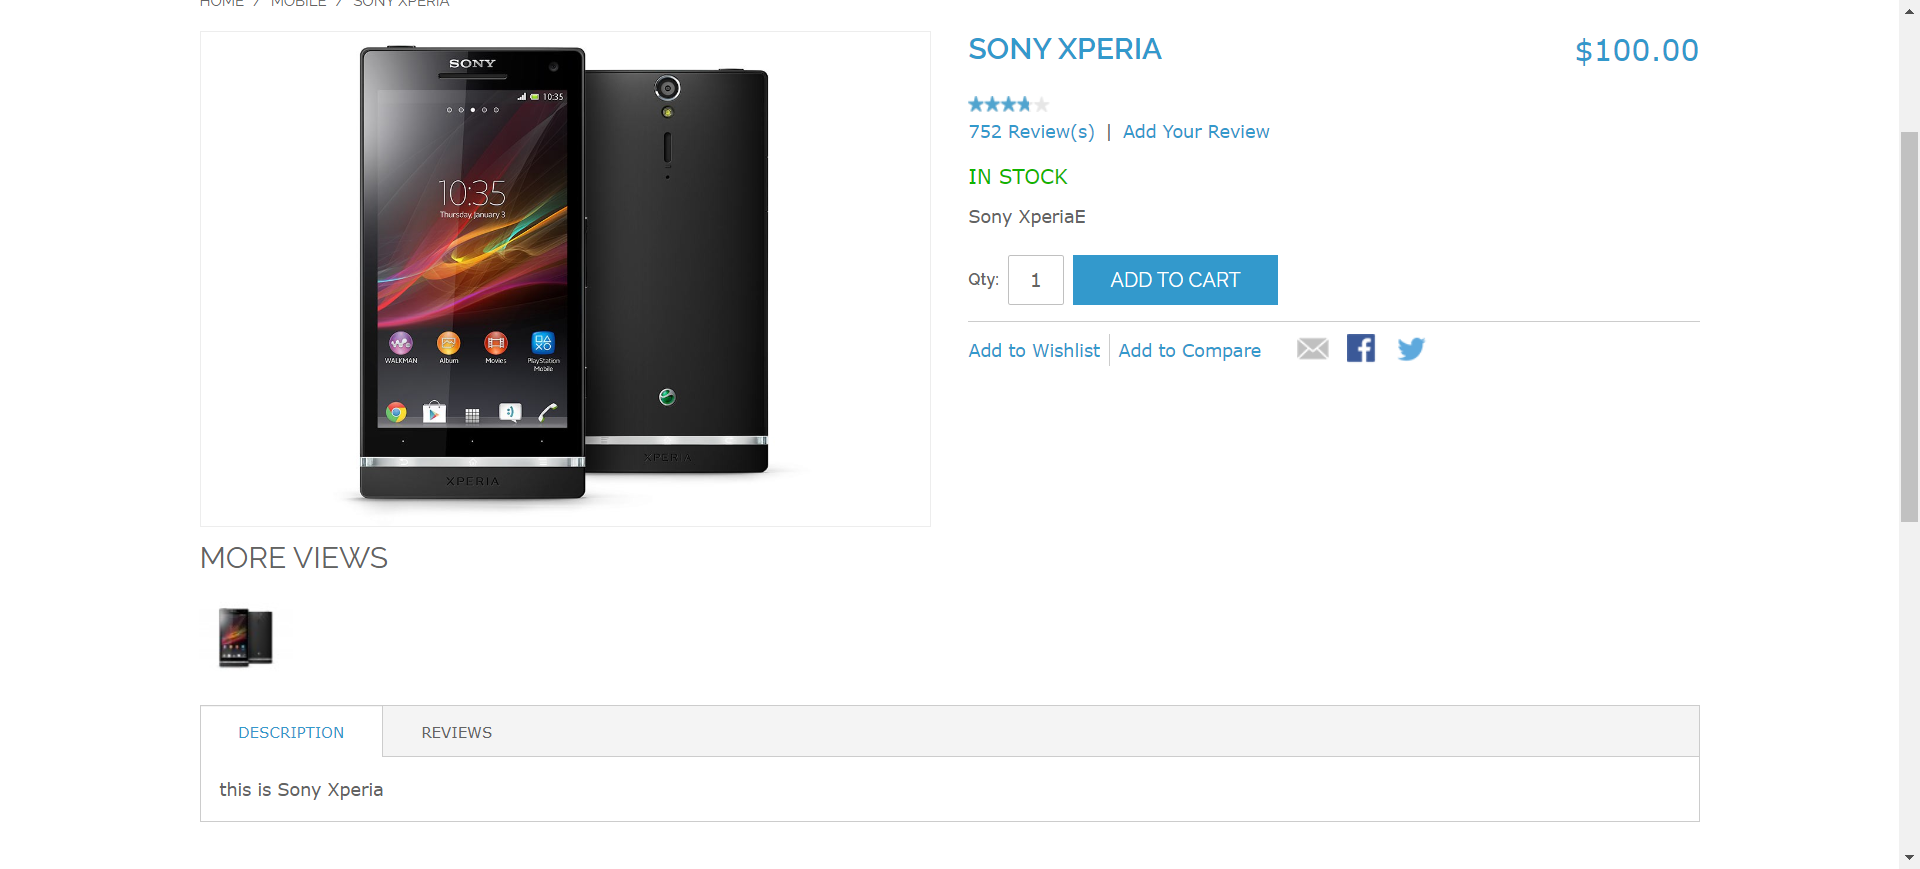 HOME / MOBILE / SONY XPERIA
SONY
10:35
10:35
Thursday, January 3
WALKMAN
Album
Movies
PlayStation
Mobile
XPERIA
XPERIA
SONY XPERIA
$100.00
752 Review(s) | Add Your Review
IN STOCK
Sony XperiaE
Qty: 1 ADD TO CART
Add to Wishlist Add to Compare
MORE VIEWS
DESCRIPTION REVIEWS
this is Sony Xperia